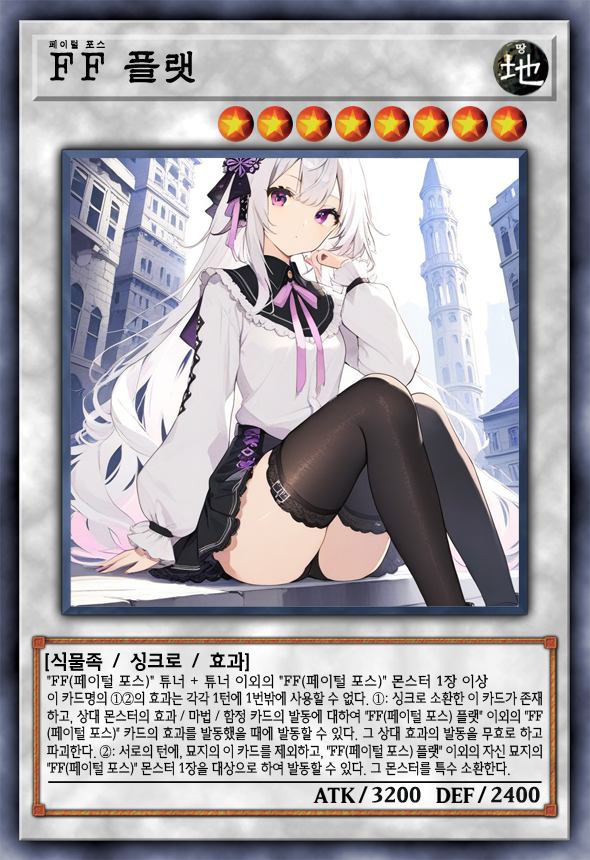 페이털 포스
FF 플랫
땅
地
[식물족 / 싱크로 / 효과]
"FF(페이털 포스)" 튜너 + 튜너 이외의 "FF(페이털 포스)" 몬스터 1장 이상
이 카드명의 ①②의 효과는 각각 1턴에 1번밖에 사용할 수 없다. ①: 싱크로 소환한 이 카드가 존재
하고, 상대 몬스터의 효과 / 마법 / 함정 카드의 발동에 대하여 "FF(페이털 포스) 플랫" 이외의 "FF
(페이털 포스)" 카드의 효과를 발동했을 때에 발동할 수 있다. 그 상대 효과의 발동을 무효로 하고
파괴한다. ②: 서로의 턴에, 묘지의 이 카드를 제외하고, "FF(페이털 포스) 플랫" 이외의 자신 묘지의
"FF(페이털 포스)" 몬스터 1장을 대상으로 하여 발동할 수 있다. 그 몬스터를 특수 소환한다.
ATK/3200 DEF/2400